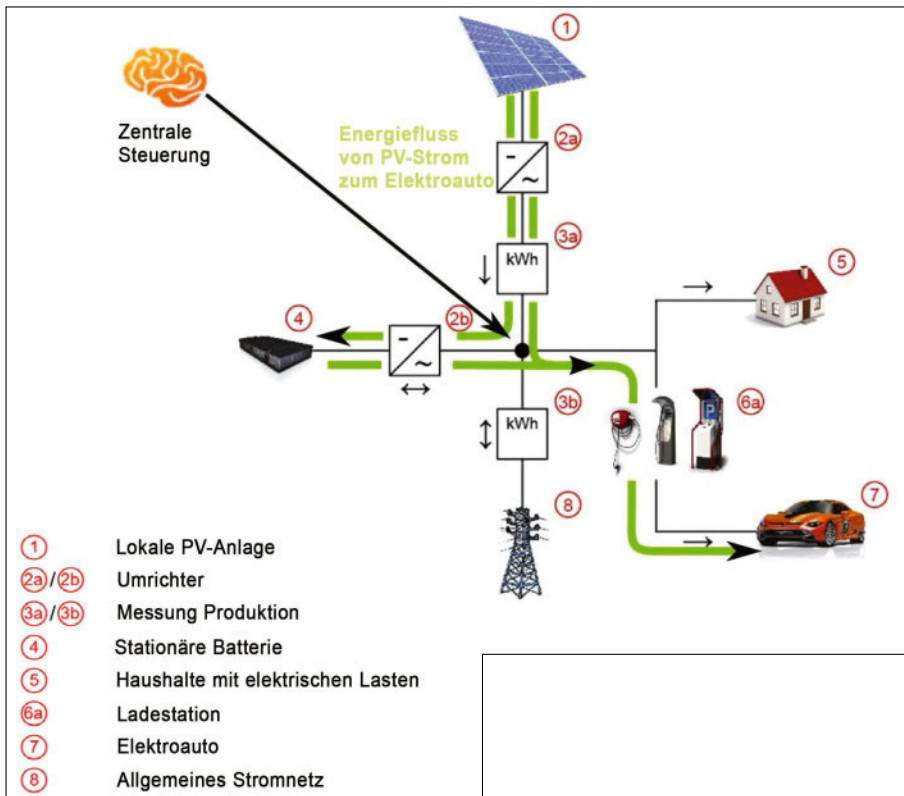 1
Zentrale
Steuerung
Energiefluss
von PV-Strom
zum Elektroauto
2a
- ~
3a
kWh
5
4
2b
- ~
3b
kWh
6a
P
8
7
1 Lokale PV-Anlage
2a / 2b Umrichter
3a / 3b Messung Produktion
4 Stationäre Batterie
5 Haushalte mit elektrischen Lasten
6a Ladestation
7 Elektroauto
8 Allgemeines Stromnetz